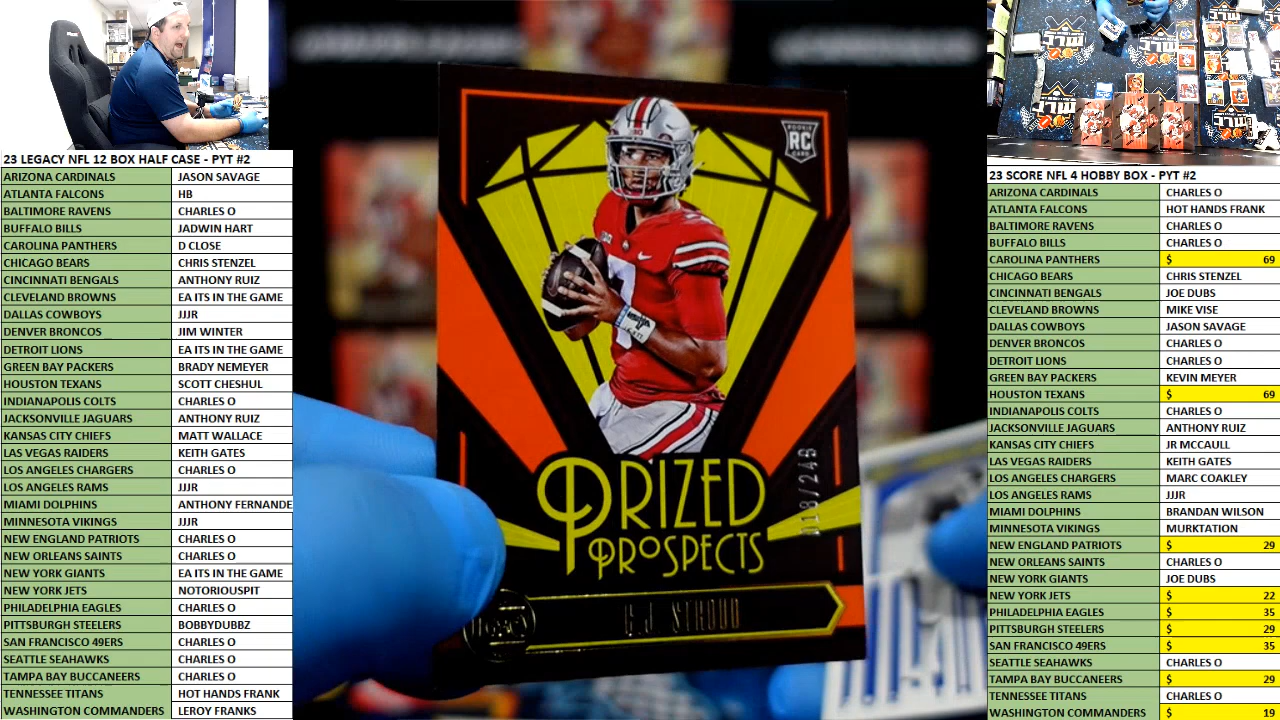 23 LEGACY NFL 12 BOX HALF CASE - PYT #2
ARIZONA CARDINALS JASON SAVAGE
ATLANTA FALCONS HB
BALTIMORE RAVENS CHARLES O
BUFFALO BILLS JADWIN HART
CAROLINA PANTHERS D CLOSE
CHICAGO BEARS CHRIS STENZEL
CINCINNATI BENGALS ANTHONY RUIZ
CLEVELAND BROWNS EA ITS IN THE GAME
DALLAS COWBOYS JJJR
DENVER BRONCOS JIM WINTER
DETROIT LIONS EA ITS IN THE GAME
GREEN BAY PACKERS BRADY NEMEYER
HOUSTON TEXANS SCOTT CHESHUL
INDIANAPOLIS COLTS CHARLES O
JACKSONVILLE JAGUARS ANTHONY RUIZ
KANSAS CITY CHIEFS MATT WALLACE
LAS VEGAS RAIDERS KEITH GATES
LOS ANGELES CHARGERS CHARLES O
LOS ANGELES RAMS JJJR
MIAMI DOLPHINS ANTHONY FERNANDE
MINNESOTA VIKINGS JJJR
NEW ENGLAND PATRIOTS CHARLES O
NEW ORLEANS SAINTS CHARLES O
NEW YORK GIANTS EA ITS IN THE GAME
NEW YORK JETS NOTORIOUSPIT
PHILADELPHIA EAGLES CHARLES O
PITTSBURGH STEELERS BOBBYDUBBZ
SAN FRANCISCO 49ERS CHARLES O
SEATTLE SEAHAWKS CHARLES O
TAMPA BAY BUCCANEERS CHARLES O
TENNESSEE TITANS HOT HANDS FRANK
WASHINGTON COMMANDERS LEROY FRANKS
ROOKIE
RC
CARD
PRIZED
PROSPECTS
018/249
LEGACY
C.J. STROUD
23 SCORE NFL 4 HOBBY BOX - PYT #2
ARIZONA CARDINALS CHARLES O
ATLANTA FALCONS HOT HANDS FRANK
BALTIMORE RAVENS CHARLES O
BUFFALO BILLS CHARLES O
CAROLINA PANTHERS $ 69
CHICAGO BEARS CHRIS STENZEL
CINCINNATI BENGALS JOE DUBS
CLEVELAND BROWNS MIKE VISE
DALLAS COWBOYS JASON SAVAGE
DENVER BRONCOS CHARLES O
DETROIT LIONS CHARLES O
GREEN BAY PACKERS KEVIN MEYER
HOUSTON TEXANS $ 69
INDIANAPOLIS COLTS CHARLES O
JACKSONVILLE JAGUARS ANTHONY RUIZ
KANSAS CITY CHIEFS JR MCCAULL
LAS VEGAS RAIDERS KEITH GATES
LOS ANGELES CHARGERS MARC COAKLEY
LOS ANGELES RAMS JJJR
MIAMI DOLPHINS BRANDAN WILSON
MINNESOTA VIKINGS MURKTATION
NEW ENGLAND PATRIOTS $ 29
NEW ORLEANS SAINTS CHARLES O
NEW YORK GIANTS JOE DUBS
NEW YORK JETS $ 22
PHILADELPHIA EAGLES $ 35
PITTSBURGH STEELERS $ 29
SAN FRANCISCO 49ERS $ 35
SEATTLE SEAHAWKS CHARLES O
TAMPA BAY BUCCANEERS $ 29
TENNESSEE TITANS CHARLES O
WASHINGTON COMMANDERS $ 19